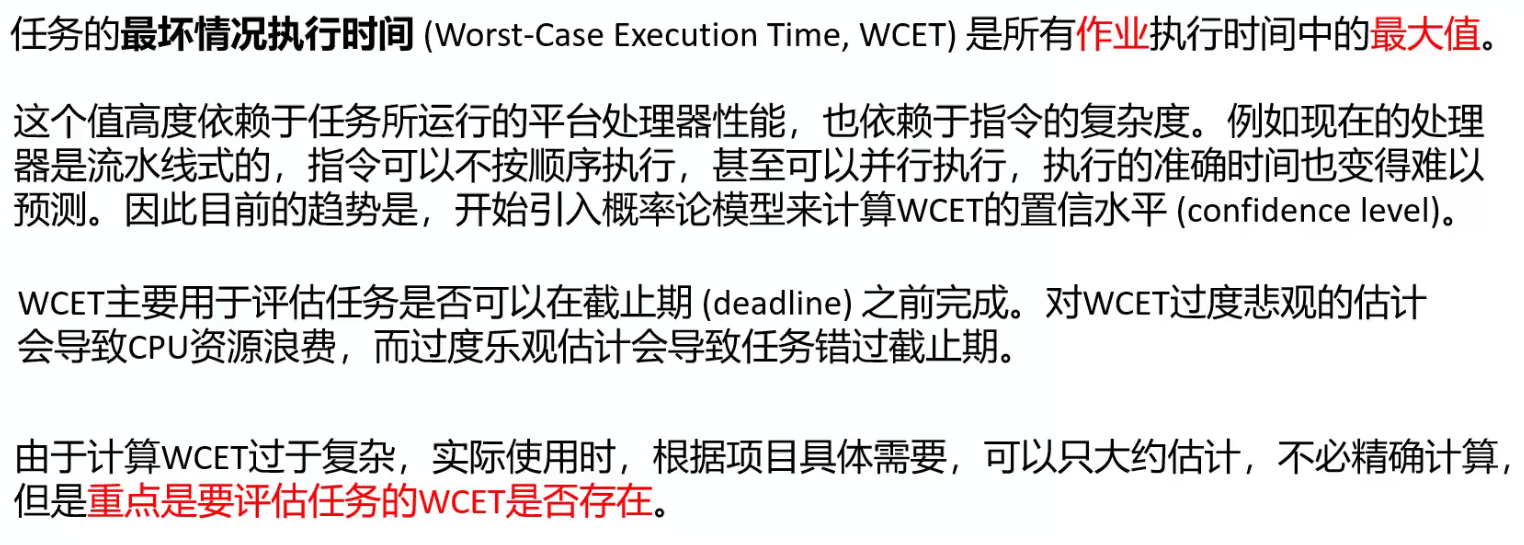 任务的最坏情况执行时间 (Worst-Case Execution Time, WCET) 是所有作业执行时间中的最大值。
这个值高度依赖于任务所运行的平台处理器性能，也依赖于指令的复杂度。例如现在的处理
器是流水线式的，指令可以不按顺序执行，甚至可以并行执行，执行的准确时间也变得难以
预测。因此目前的趋势是，开始引入概率论模型来计算WCET的置信水平 (confidence level)。
WCET主要用于评估任务是否可以在截止期 (deadline) 之前完成。对WCET过度悲观的估计
会导致CPU资源浪费，而过度乐观估计会导致任务错过截止期。
由于计算WCET过于复杂，实际使用时，根据项目具体需要，可以只大约估计，不必精确计算，
但是重点是要评估任务的WCET是否存在。